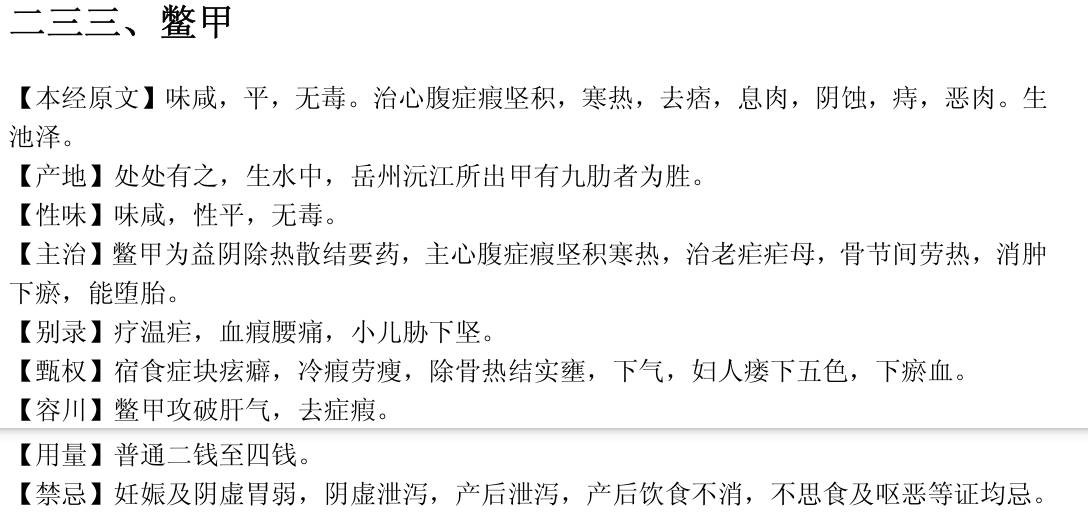 二三三、鳖甲
【本经原文】味咸，平，无毒。治心腹症瘕坚积，寒热，去痞，息肉，阴蚀，痔，恶肉。生
池泽。
【产地】处处有之，生水中，岳州沅江所出甲有九肋者为胜。
【性味】味咸，性平，无毒。
【主治】鳖甲为益阴除热散结要药，主心腹症瘕坚积寒热，治老疟疟母，骨节间劳热，消肿
下瘀，能堕胎。
【别录】疗温疟，血瘕腰痛，小儿胁下坚。
【甄权】宿食症块痃癖，冷瘕劳瘦，除骨热结实壅，下气，妇人瘘下五色，下瘀血。
【容川】鳖甲攻破肝气，去症瘕。
【用量】普通二钱至四钱。
【禁忌】妊娠及阴虚胃弱，阴虚泄泻，产后泄泻，产后饮食不消，不思食及呕恶等证均忌。